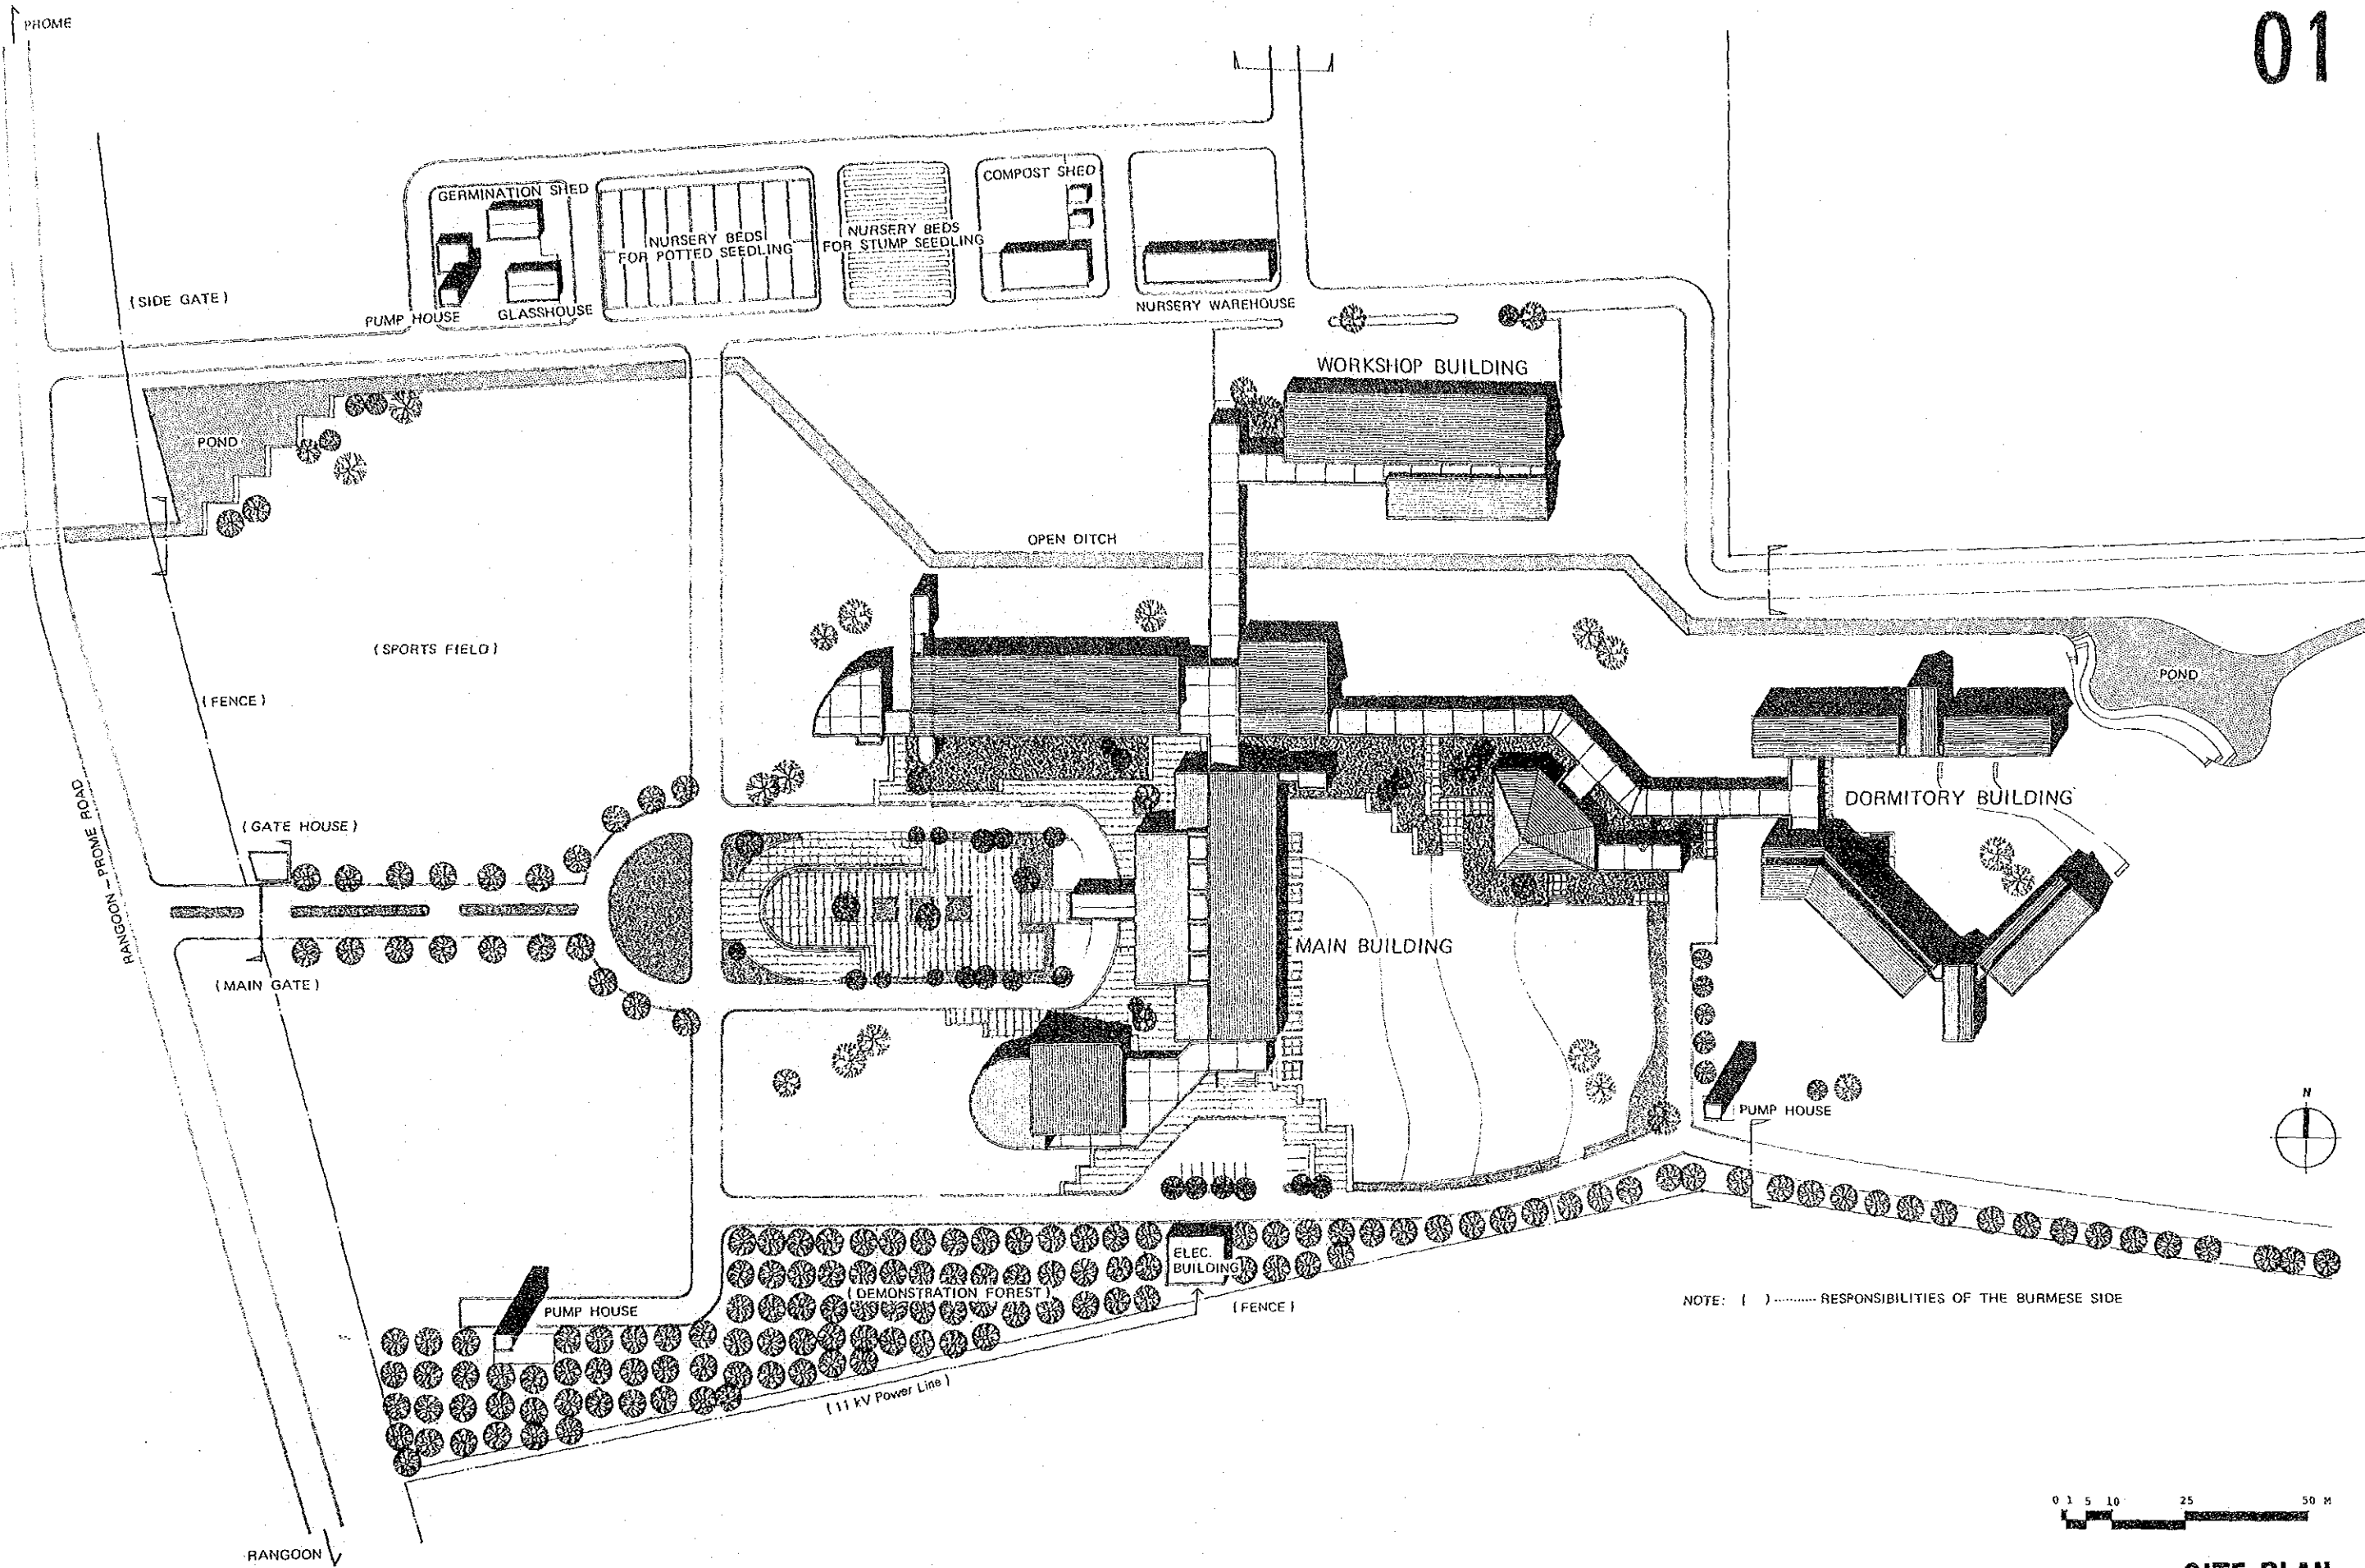 PROME
01
GERMINATION SHED
COMPOST SHED
NURSERY BEDS
FOR POTTED SEEDLING
NURSERY BEDS
FOR STUMP SEEDLING
(SIDE GATE)
PUMP HOUSE
GLASSHOUSE
NURSERY WAREHOUSE
WORKSHOP BUILDING
POND
OPEN DITCH
(SPORTS FIELD)
(FENCE)
POND
RANGOON - PROME ROAD
DORMITORY BUILDING
(GATE HOUSE)
MAIN BUILDING
(MAIN GATE)
N
PUMP HOUSE
ELEC.
BUILDING
(DEMONSTRATION FOREST)
(FENCE)
PUMP HOUSE
NOTE: ( ) ---------- RESPONSIBILITIES OF THE BURMESE SIDE
(11 kV Power Line)
0 1 5 10 25 50 M
RANGOON
SITE PLAN